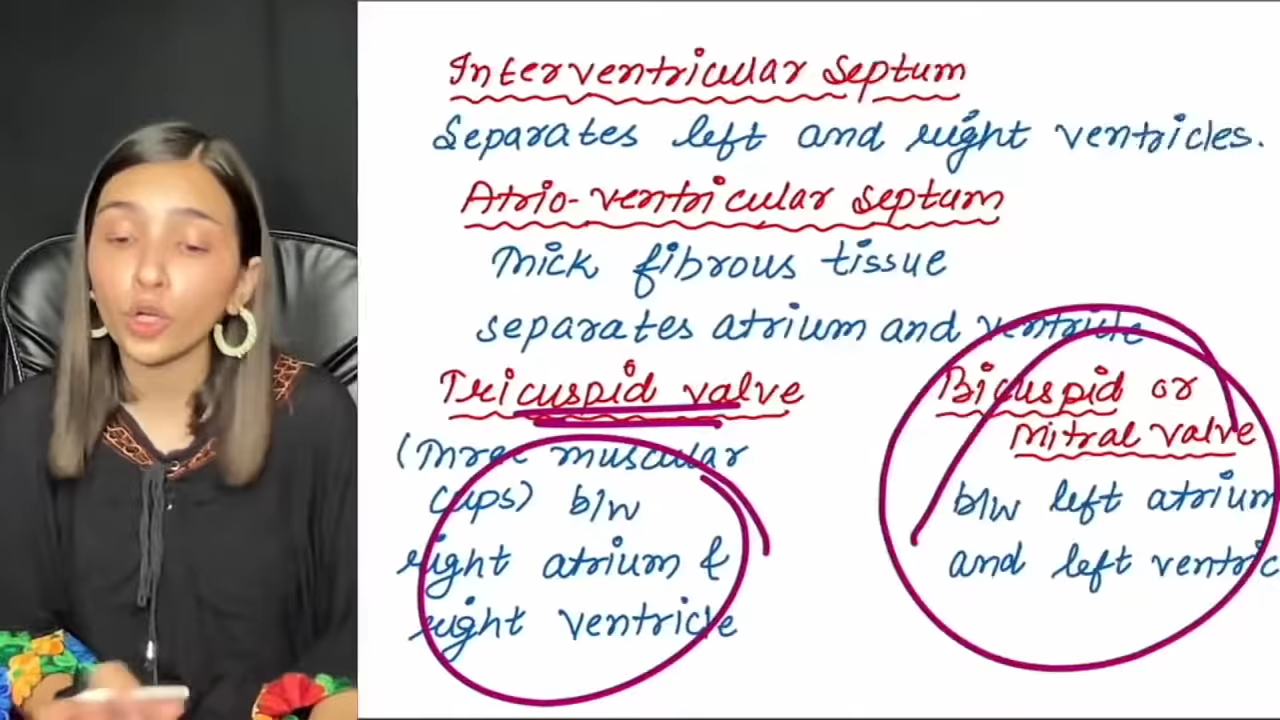 Interventricular Septum
Separates left and right ventricles.
Atrio-ventricular septum
Thick fibrous tissue
separates atrium and ventricle
Tricuspid valve
(Three muscular
cups) b/w
right atrium &
right ventricle
Bicuspid or
Mitral valve
b/w left atrium
and left ventric